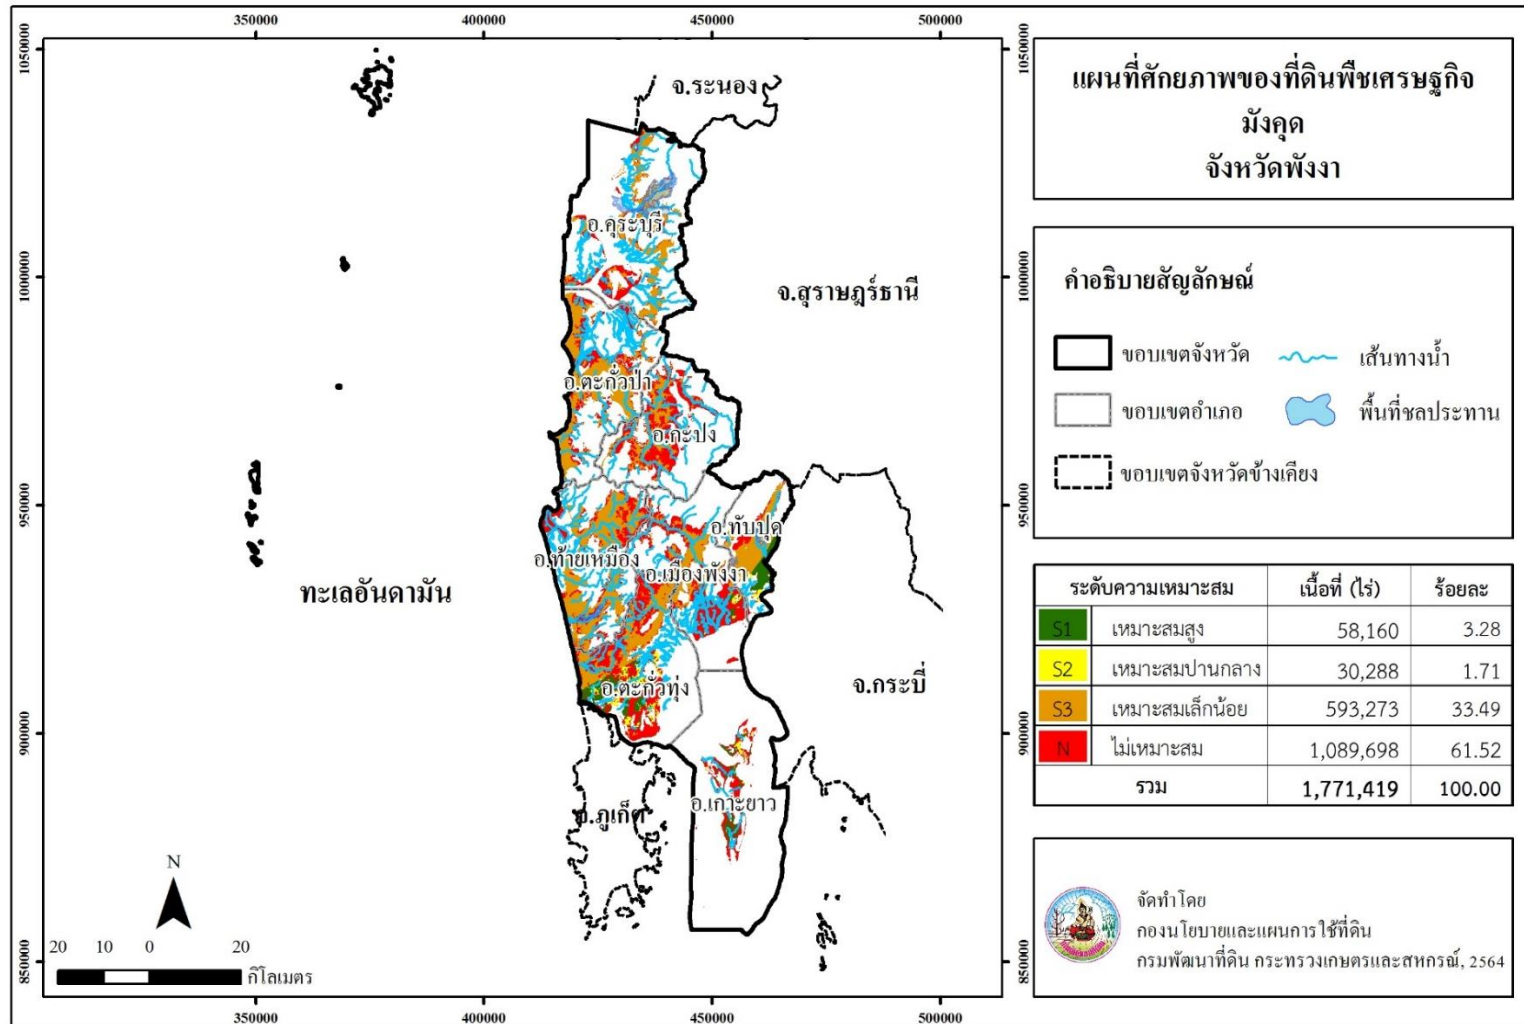 350000 400000 450000 500000
1050000 1050000
1000000 1000000
950000 950000
900000 900000
850000 850000
จ.ระนอง
อ.คุระบุรี
จ.สุราษฎร์ธานี
อ.ตะกั่วป่า
อ.กะปง
อ.ทับปุด
อ.ท้ายเหมือง
อ.เมืองพังงา
ทะเลอันดามัน
อ.ตะกั่วทุ่ง
จ.กระบี่
อ.เกาะยาว
จ.ภูเก็ต
N
20 10 0 20
กิโลเมตร
350000 400000 450000 500000
แผนที่ศักยภาพของที่ดินพืชเศรษฐกิจ
มังคุด
จังหวัดพังงา
คำอธิบายสัญลักษณ์
ขอบเขตจังหวัด เส้นทางน้ำ
ขอบเขตอำเภอ พื้นที่ชลประทาน
ขอบเขตจังหวัดข้างเคียง
ระดับความเหมาะสม เนื้อที่ (ไร่) ร้อยละ
S1 เหมาะสมสูง 58,160 3.28
S2 เหมาะสมปานกลาง 30,288 1.71
S3 เหมาะสมเล็กน้อย 593,273 33.49
N ไม่เหมาะสม 1,089,698 61.52
รวม 1,771,419 100.00
จัดทำโดย
กองนโยบายและแผนการใช้ที่ดิน
กรมพัฒนาที่ดิน กระทรวงเกษตรและสหกรณ์, 2564